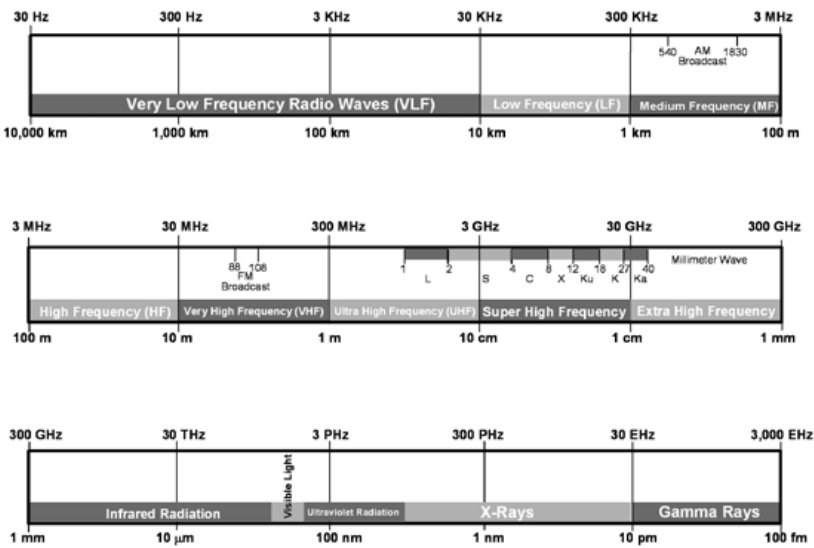 30 Hz 300 Hz 3 KHz 30 KHz 300 KHz 3 MHz
540 AM 1830
Broadcast
Very Low Frequency Radio Waves (VLF) Low Frequency (LF) Medium Frequency (MF)
10,000 km 1,000 km 100 km 10 km 1 km 100 m
3 MHz 30 MHz 300 MHz 3 GHz 30 GHz 300 GHz
Millimeter Wave
88 108 1 2 4 8 12 18 27 40
FM L S C X Ku K Ka
Broadcast
High Frequency (HF) Very High Frequency (VHF) Ultra High Frequency (UHF) Super High Frequency Extra High Frequency
100 m 10 m 1 m 10 cm 1 cm 1 mm
300 GHz 30 THz 3 PHz 300 PHz 30 EHz 3,000 EHz
Visible Light
Infrared Radiation Ultraviolet Radiation X-Rays Gamma Rays
1 mm 10 µm 100 nm 1 nm 10 pm 100 fm